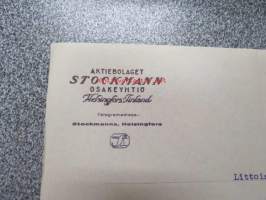 AKTIEBOLAGET
STOCKMANN
OSAKEYHTIÖ
Helsingfors, Finland
Telegramadress:
Stockmanns, Helsingfors
Littois